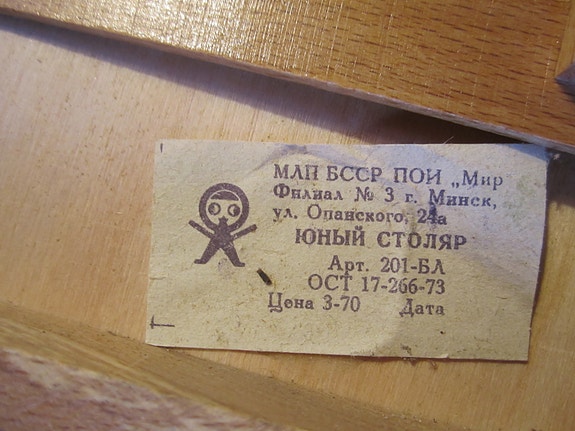 МЛП БССР ПОИ „Мир
Филиал № 3 г. Минск,
ул. Опанского, 24а
ЮНЫЙ СТОЛЯР
Арт. 201-БЛ
ОСТ 17-266-73
Цена 3-70 Дата